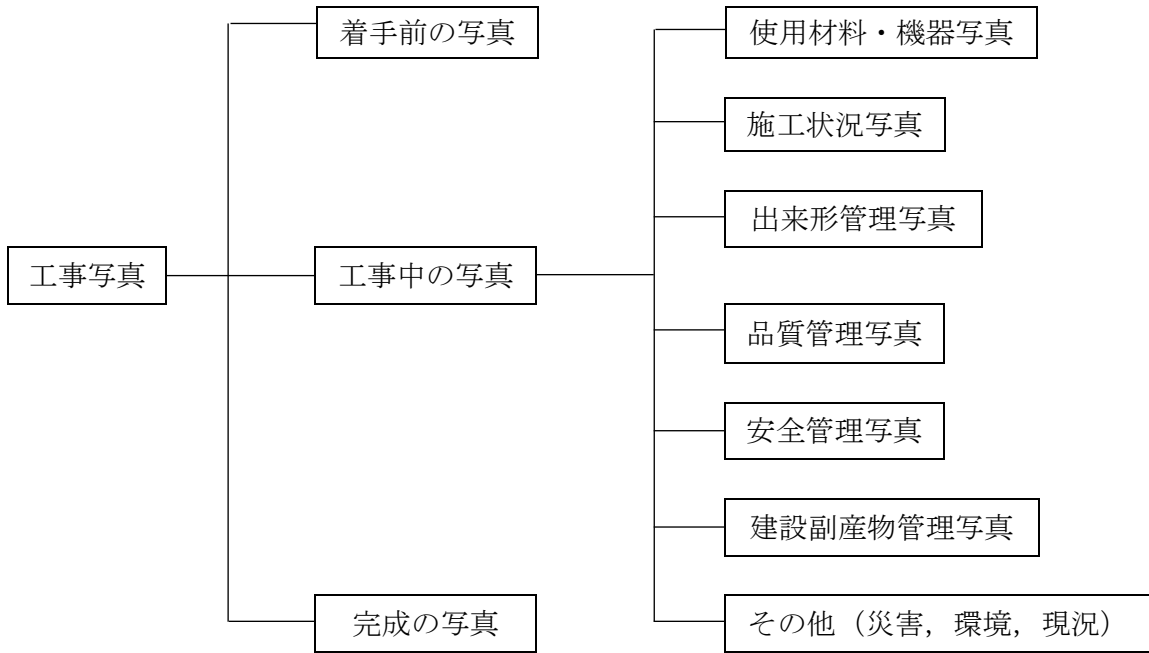 工事写真
着手前の写真
工事中の写真
完成の写真
使用材料・機器写真
施工状況写真
出来形管理写真
品質管理写真
安全管理写真
建設副産物管理写真
その他（災害，環境，現況）